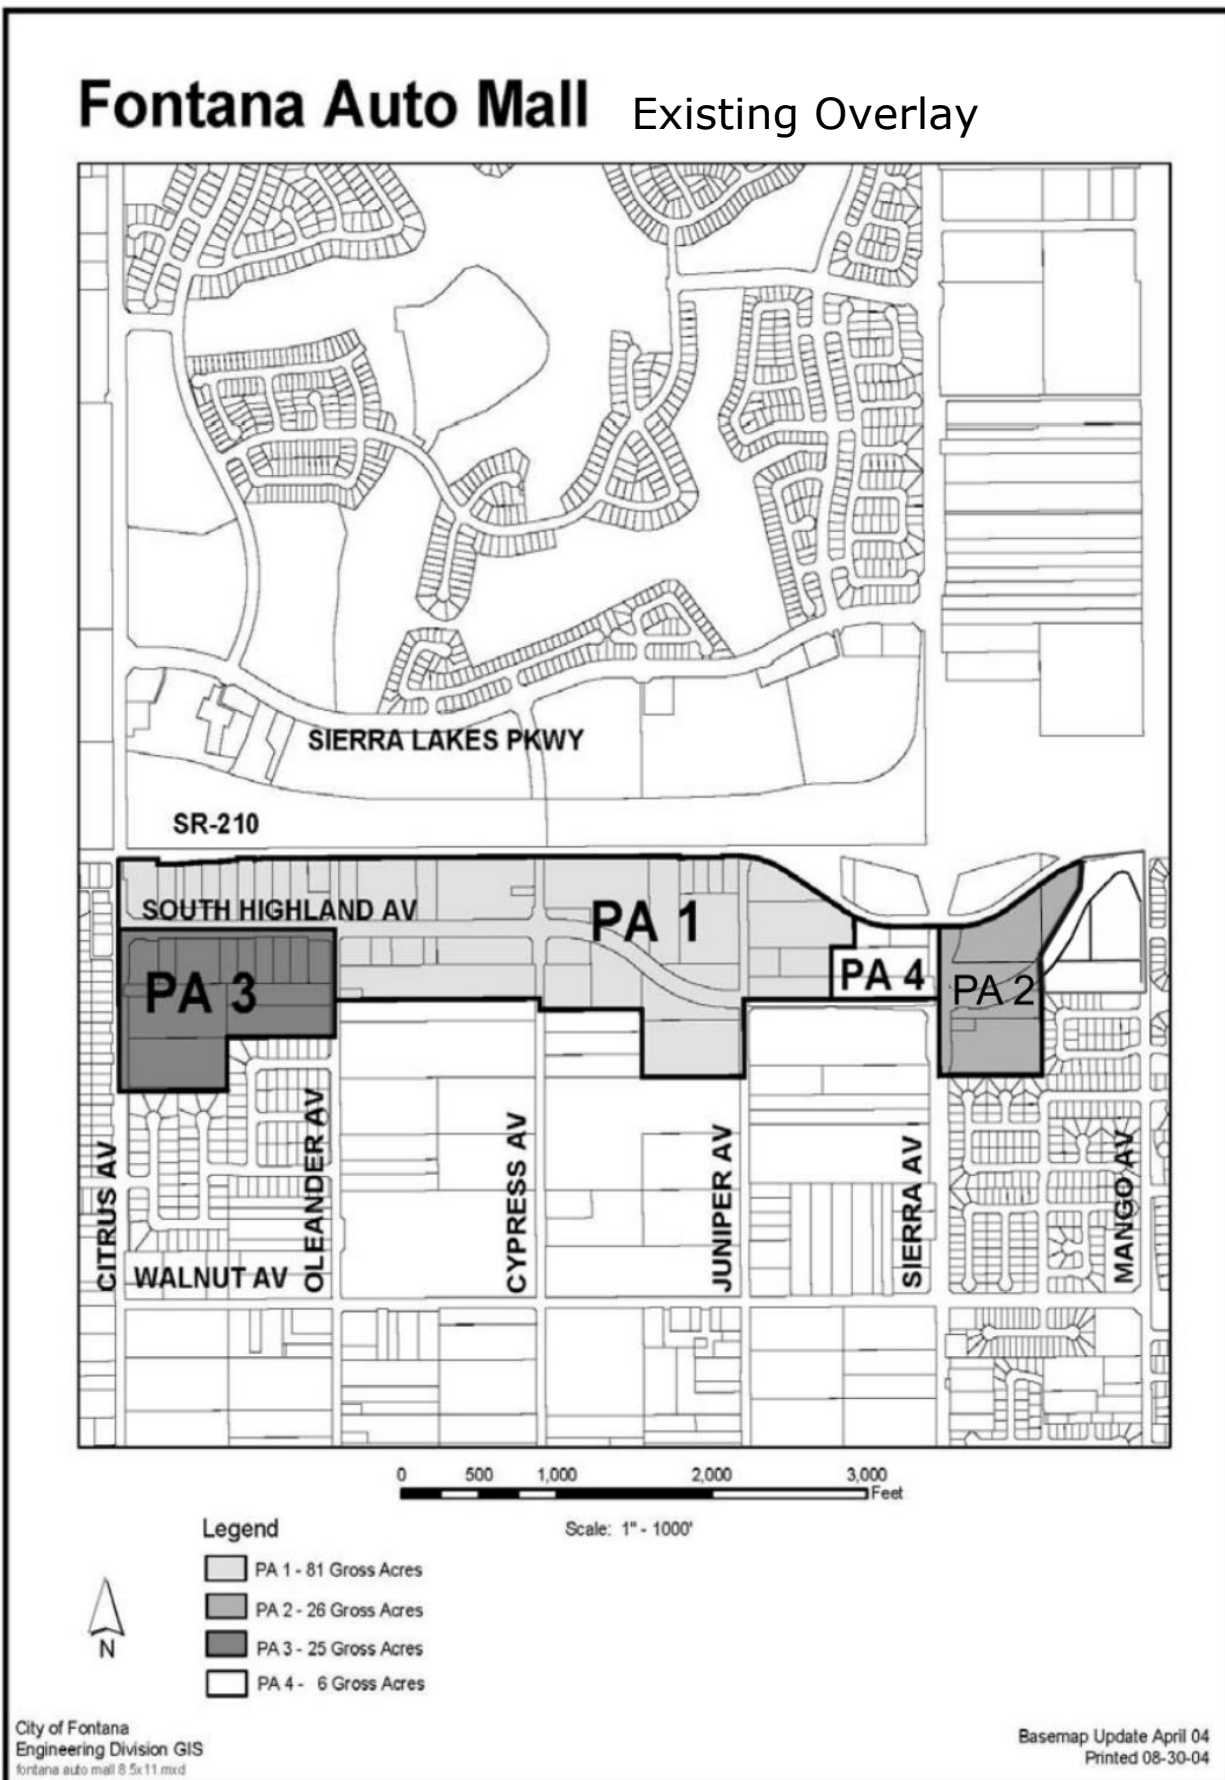 Fontana Auto Mall Existing Overlay
SIERRA LAKES PKWY
SR-210
SOUTH HIGHLAND AV
PA 1
PA 3
PA 4
PA 2
CITRUS AV
OLEANDER AV
CYPRESS AV
JUNIPER AV
SIERRA AV
MANGO AV
WALNUT AV
0 500 1,000 2,000 3,000
Feet
Scale: 1" - 1000'
Legend
PA 1 - 81 Gross Acres
PA 2 - 26 Gross Acres
PA 3 - 25 Gross Acres
PA 4 - 6 Gross Acres
N
City of Fontana
Engineering Division GIS
fontana auto mall 8.5x11.mxd
Basemap Update April 04
Printed 08-30-04